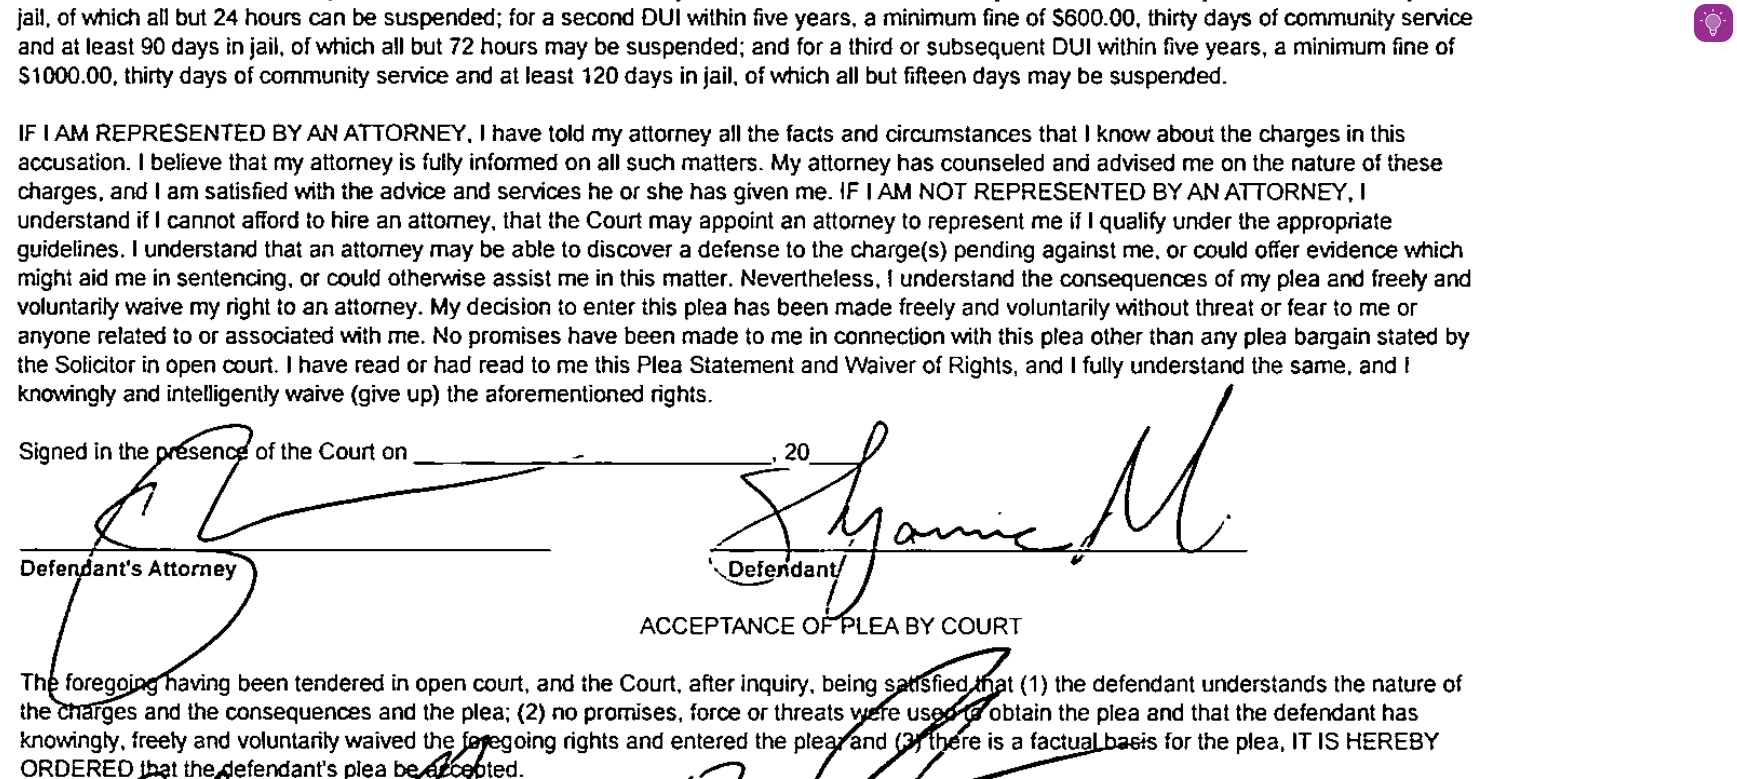 jail, of which all but 24 hours can be suspended; for a second DUI within five years, a minimum fine of $600.00, thirty days of community service
and at least 90 days in jail, of which all but 72 hours may be suspended; and for a third or subsequent DUI within five years, a minimum fine of
$1000.00, thirty days of community service and at least 120 days in jail, of which all but fifteen days may be suspended.
IF I AM REPRESENTED BY AN ATTORNEY, I have told my attorney all the facts and circumstances that I know about the charges in this
accusation. I believe that my attorney is fully informed on all such matters. My attorney has counseled and advised me on the nature of these
charges, and I am satisfied with the advice and services he or she has given me. IF I AM NOT REPRESENTED BY AN ATTORNEY, I
understand if I cannot afford to hire an attorney, that the Court may appoint an attorney to represent me if I qualify under the appropriate
guidelines. I understand that an attorney may be able to discover a defense to the charge(s) pending against me, or could offer evidence which
might aid me in sentencing, or could otherwise assist me in this matter. Nevertheless, I understand the consequences of my plea and freely and
voluntarily waive my right to an attorney. My decision to enter this plea has been made freely and voluntarily without threat or fear to me or
anyone related to or associated with me. No promises have been made to me in connection with this plea other than any plea bargain stated by
the Solicitor in open court. I have read or had read to me this Plea Statement and Waiver of Rights, and I fully understand the same, and I
knowingly and intelligently waive (give up) the aforementioned rights.
Signed in the presence of the Court on , 20
Defendant's Attorney Defendant
ACCEPTANCE OF PLEA BY COURT
The foregoing having been tendered in open court, and the Court, after inquiry, being satisfied that (1) the defendant understands the nature of
the charges and the consequences and the plea; (2) no promises, force or threats were used to obtain the plea and that the defendant has
knowingly, freely and voluntarily waived the foregoing rights and entered the plea; and (3) there is a factual basis for the plea, IT IS HEREBY
ORDERED that the defendant's plea be accepted.